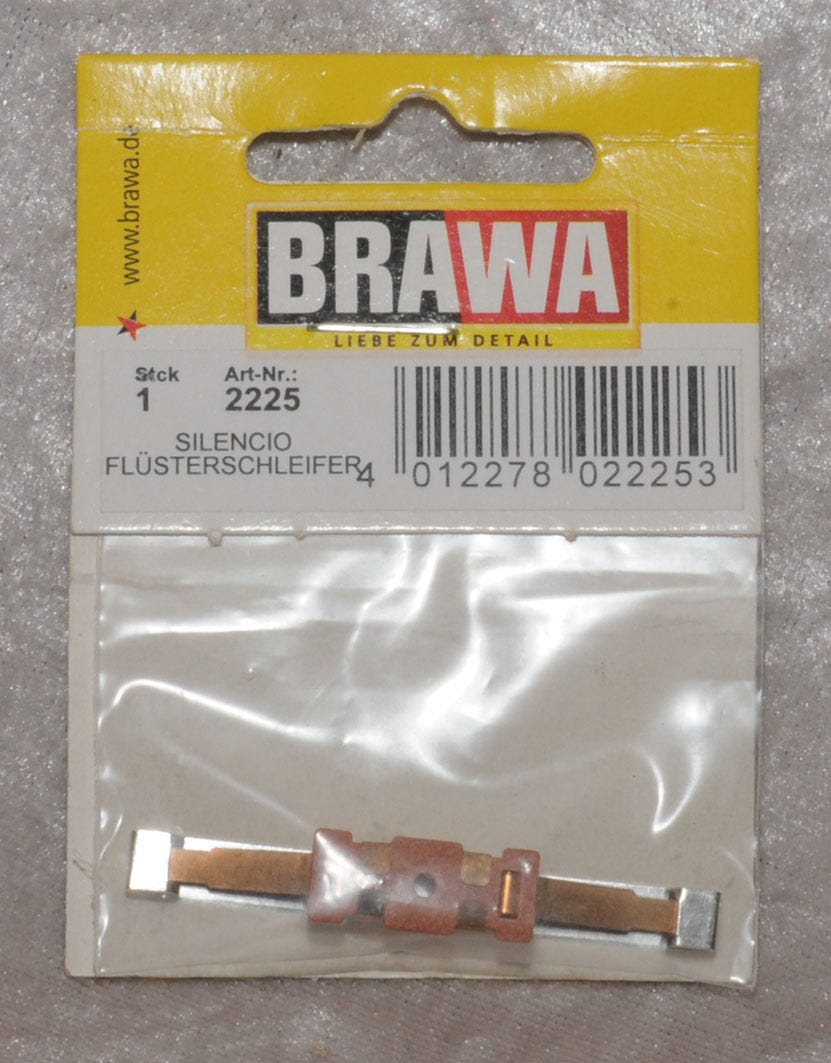 www.brawa.de
BRAWA
LIEBE ZUM DETAIL
Stck Art-Nr.:
1 2225
SILENCIO
FLÜSTERSCHLEIFER
4 012278 022253